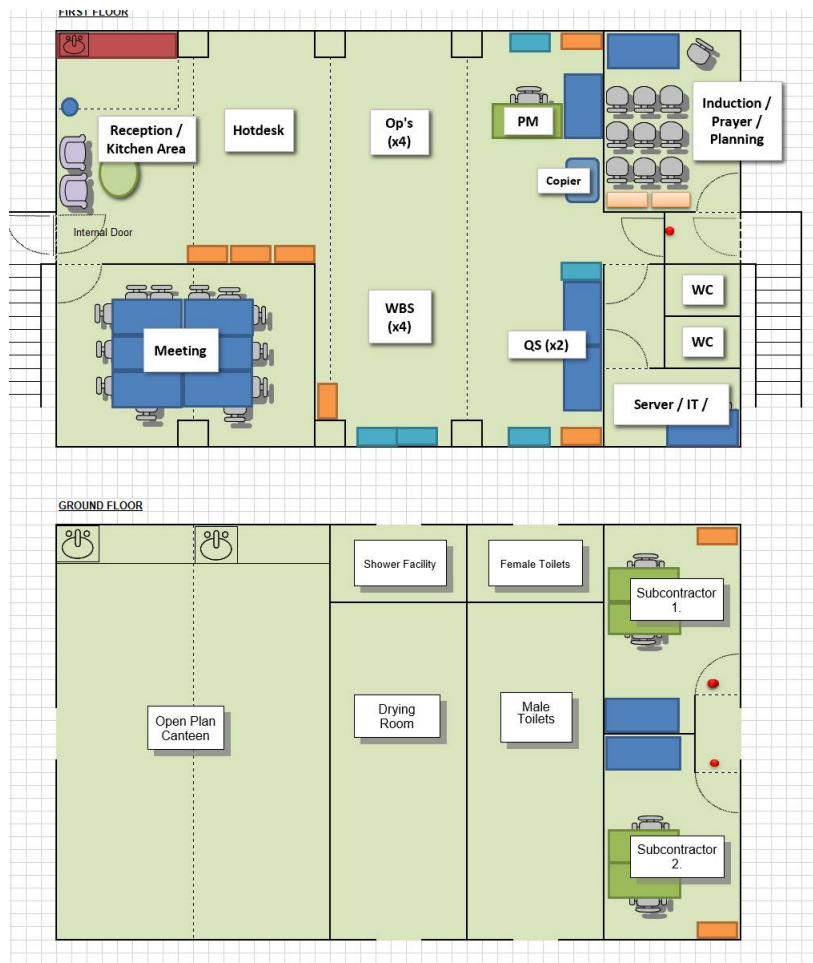 FIRST FLOOR
Reception /
Kitchen Area
Hotdesk
Op's
(x4)
PM
Induction /
Prayer /
Planning
Copier
Internal Door
Meeting
WBS
(x4)
QS (x2)
WC
WC
Server / IT /
GROUND FLOOR
Shower Facility
Female Toilets
Subcontractor
1.
Open Plan
Canteen
Drying
Room
Male
Toilets
Subcontractor
2.